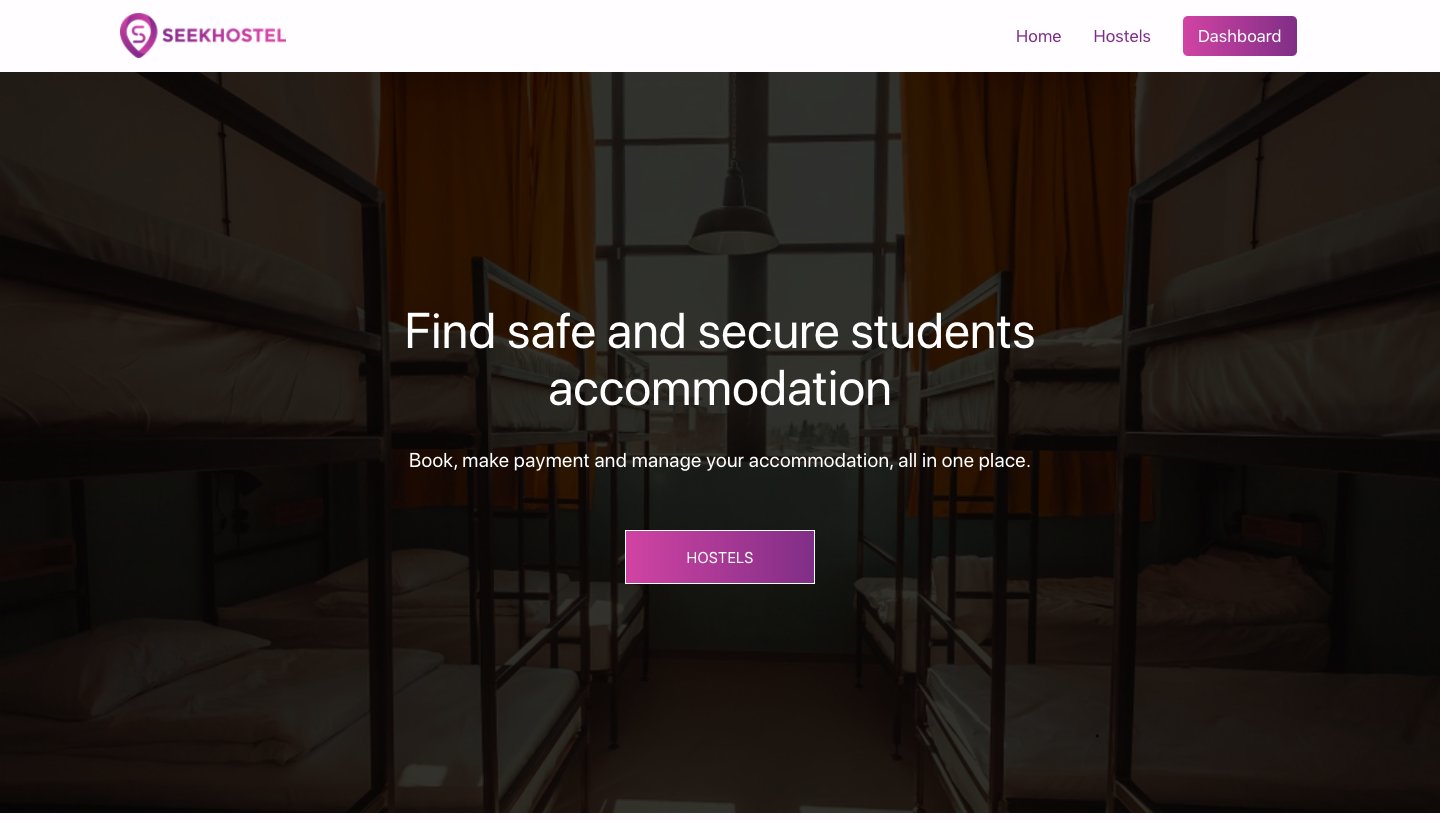 SEEKHOSTEL
Home
Hostels
Dashboard
Find safe and secure students
accommodation
Book, make payment and manage your accommodation, all in one place.
HOSTELS